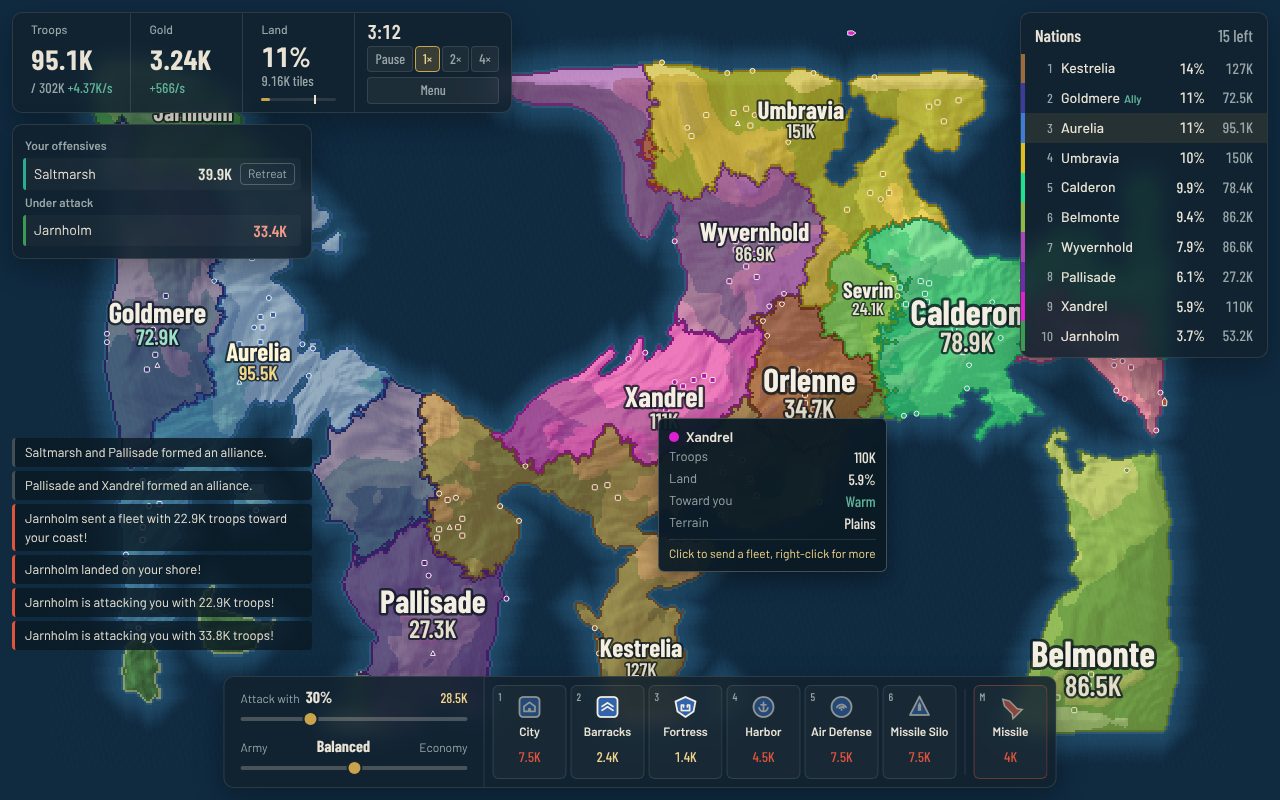 Troops
95.1K
/ 302K +4.37K/s
Gold
3.24K
+566/s
Land
11%
9.16K tiles
3:12
Pause 1× 2× 4×
Menu
Your offensives
Saltmarsh 39.9K Retreat
Under attack
Jarnholm 33.4K
Nations 15 left
1 Kestrelia 14% 127K
2 Goldmere Ally 11% 72.5K
3 Aurelia 11% 95.1K
4 Umbravia 10% 150K
5 Calderon 9.9% 78.4K
6 Belmonte 9.4% 86.2K
7 Wyvernhold 7.9% 86.6K
8 Pallisade 6.1% 27.2K
9 Xandrel 5.9% 110K
10 Jarnholm 3.7% 53.2K
Jarnholm
Umbravia
151K
Wyvernhold
86.9K
Sevrin
24.1K
Calderon
78.9K
Goldmere
72.9K
Aurelia
95.5K
Xandrel
111K
Orlenne
34.7K
Pallisade
27.3K
Kestrelia
127K
Belmonte
86.5K
Xandrel
Troops 110K
Land 5.9%
Toward you Warm
Terrain Plains
Click to send a fleet, right-click for more
Saltmarsh and Pallisade formed an alliance.
Pallisade and Xandrel formed an alliance.
Jarnholm sent a fleet with 22.9K troops toward
your coast!
Jarnholm landed on your shore!
Jarnholm is attacking you with 22.9K troops!
Jarnholm is attacking you with 33.8K troops!
Attack with 30% 28.5K
Army Balanced Economy
1 City 7.5K
2 Barracks 2.4K
3 Fortress 1.4K
4 Harbor 4.5K
5 Air Defense 7.5K
6 Missile Silo 7.5K
M Missile 4K